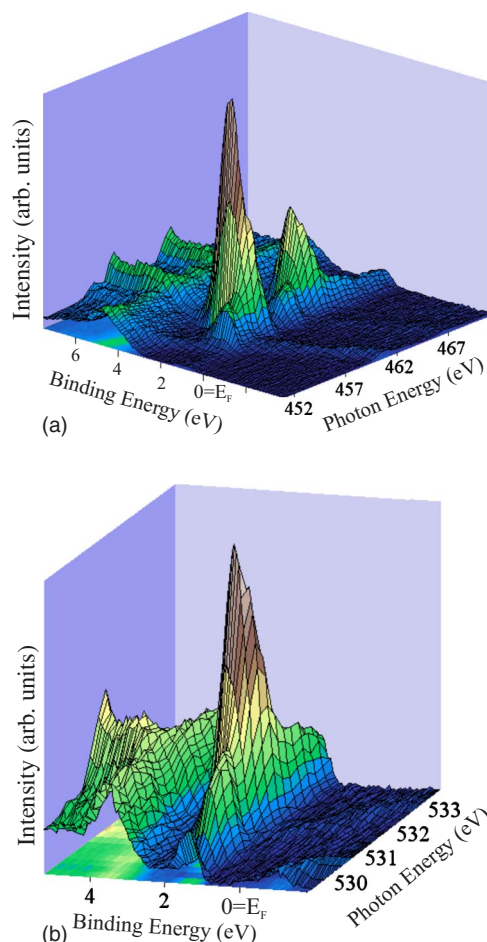 Intensity (arb. units)
6
4
2
0=E_F
Binding Energy (eV)
452
457
462
467
Photon Energy (eV)
(a)
Intensity (arb. units)
4
2
0=E_F
Binding Energy (eV)
530
531
532
533
Photon Energy (eV)
(b)